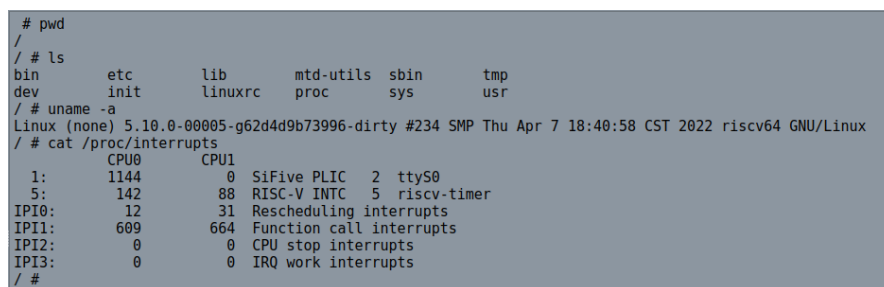 # pwd
/
/ # ls
bin        etc        lib        mtd-utils  sbin       tmp
dev        init       linuxrc    proc       sys        usr
/ # uname -a
Linux (none) 5.10.0-00005-g62d4d9b73996-dirty #234 SMP Thu Apr 7 18:40:58 CST 2022 riscv64 GNU/Linux
/ # cat /proc/interrupts
           CPU0       CPU1
  1:       1144          0  SiFive PLIC   2  ttyS0
  5:        142         88  RISC-V INTC   5  riscv-timer
IPI0:        12         31  Rescheduling interrupts
IPI1:       609        664  Function call interrupts
IPI2:         0          0  CPU stop interrupts
IPI3:         0          0  IRQ work interrupts
/ #